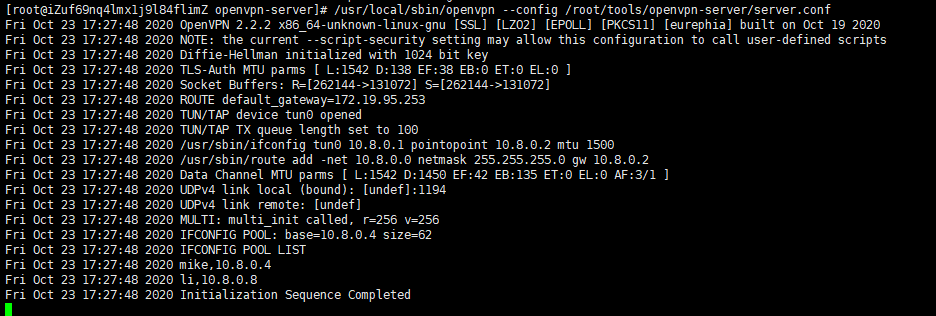 [root@iZuf69nq4lmx1j9l84flimZ openvpn-server]# /usr/local/sbin/openvpn --config /root/tools/openvpn-server/server.conf
Fri Oct 23 17:27:48 2020 OpenVPN 2.2.2 x86_64-unknown-linux-gnu [SSL] [LZO2] [EPOLL] [PKCS11] [eurephia] built on Oct 19 2020
Fri Oct 23 17:27:48 2020 NOTE: the current --script-security setting may allow this configuration to call user-defined scripts
Fri Oct 23 17:27:48 2020 Diffie-Hellman initialized with 1024 bit key
Fri Oct 23 17:27:48 2020 TLS-Auth MTU parms [ L:1542 D:138 EF:38 EB:0 ET:0 EL:0 ]
Fri Oct 23 17:27:48 2020 Socket Buffers: R=[262144->131072] S=[262144->131072]
Fri Oct 23 17:27:48 2020 ROUTE default_gateway=172.19.95.253
Fri Oct 23 17:27:48 2020 TUN/TAP device tun0 opened
Fri Oct 23 17:27:48 2020 TUN/TAP TX queue length set to 100
Fri Oct 23 17:27:48 2020 /usr/sbin/ifconfig tun0 10.8.0.1 pointopoint 10.8.0.2 mtu 1500
Fri Oct 23 17:27:48 2020 /usr/sbin/route add -net 10.8.0.0 netmask 255.255.255.0 gw 10.8.0.2
Fri Oct 23 17:27:48 2020 Data Channel MTU parms [ L:1542 D:1450 EF:42 EB:135 ET:0 EL:0 AF:3/1 ]
Fri Oct 23 17:27:48 2020 UDPv4 link local (bound): [undef]:1194
Fri Oct 23 17:27:48 2020 UDPv4 link remote: [undef]
Fri Oct 23 17:27:48 2020 MULTI: multi_init called, r=256 v=256
Fri Oct 23 17:27:48 2020 IFCONFIG POOL: base=10.8.0.4 size=62
Fri Oct 23 17:27:48 2020 IFCONFIG POOL LIST
Fri Oct 23 17:27:48 2020 mike,10.8.0.4
Fri Oct 23 17:27:48 2020 li,10.8.0.8
Fri Oct 23 17:27:48 2020 Initialization Sequence Completed